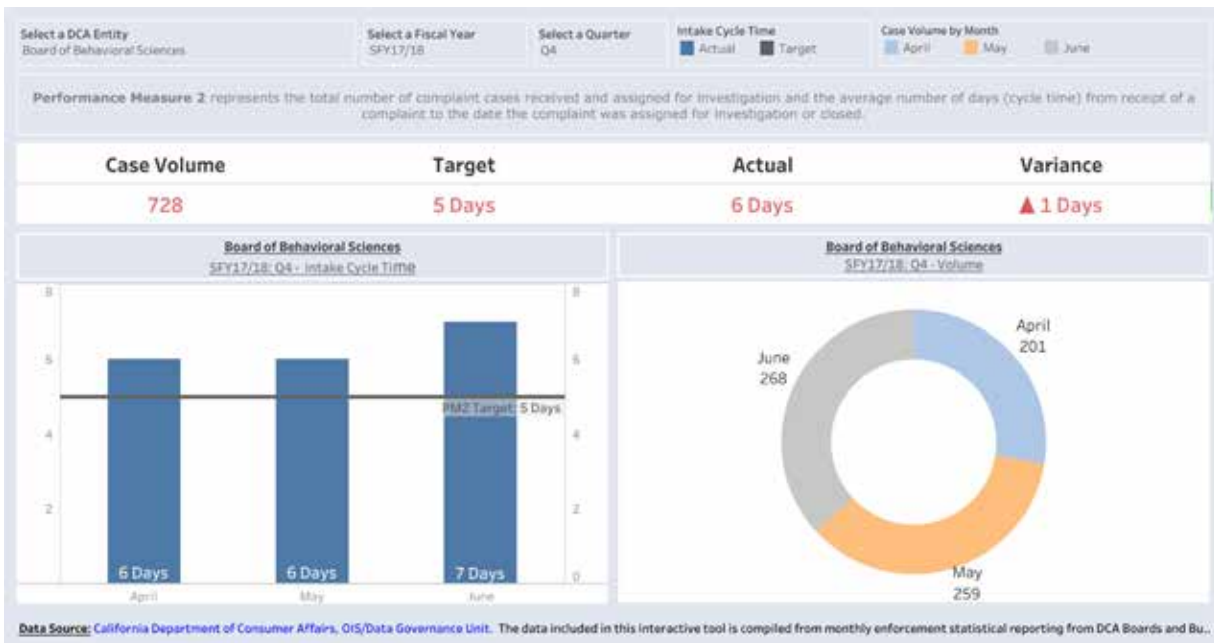 Select a DCA Entity
Board of Behavioral Sciences
Select a Fiscal Year
SFY17/18
Select a Quarter
Q4
Intake Cycle Time
Actual Target
Case Volume by Month
April May June
Performance Measure 2 represents the total number of complaint cases received and assigned for investigation and the average number of days (cycle time) from receipt of a
complaint to the date the complaint was assigned for investigation or closed.
Case Volume Target Actual Variance
728 5 Days 6 Days ▲ 1 Days
Board of Behavioral Sciences
SFY17/18: Q4 - Intake Cycle Time
8 8
6 6
PM2 Target: 5 Days
4 4
2 2
0
6 Days 6 Days 7 Days
April May June
Board of Behavioral Sciences
SFY17/18: Q4 - Volume
April
201
June
268
May
259
Data Source: California Department of Consumer Affairs, OIS/Data Governance Unit. The data included in this interactive tool is compiled from monthly enforcement statistical reporting from DCA Boards and Bu..